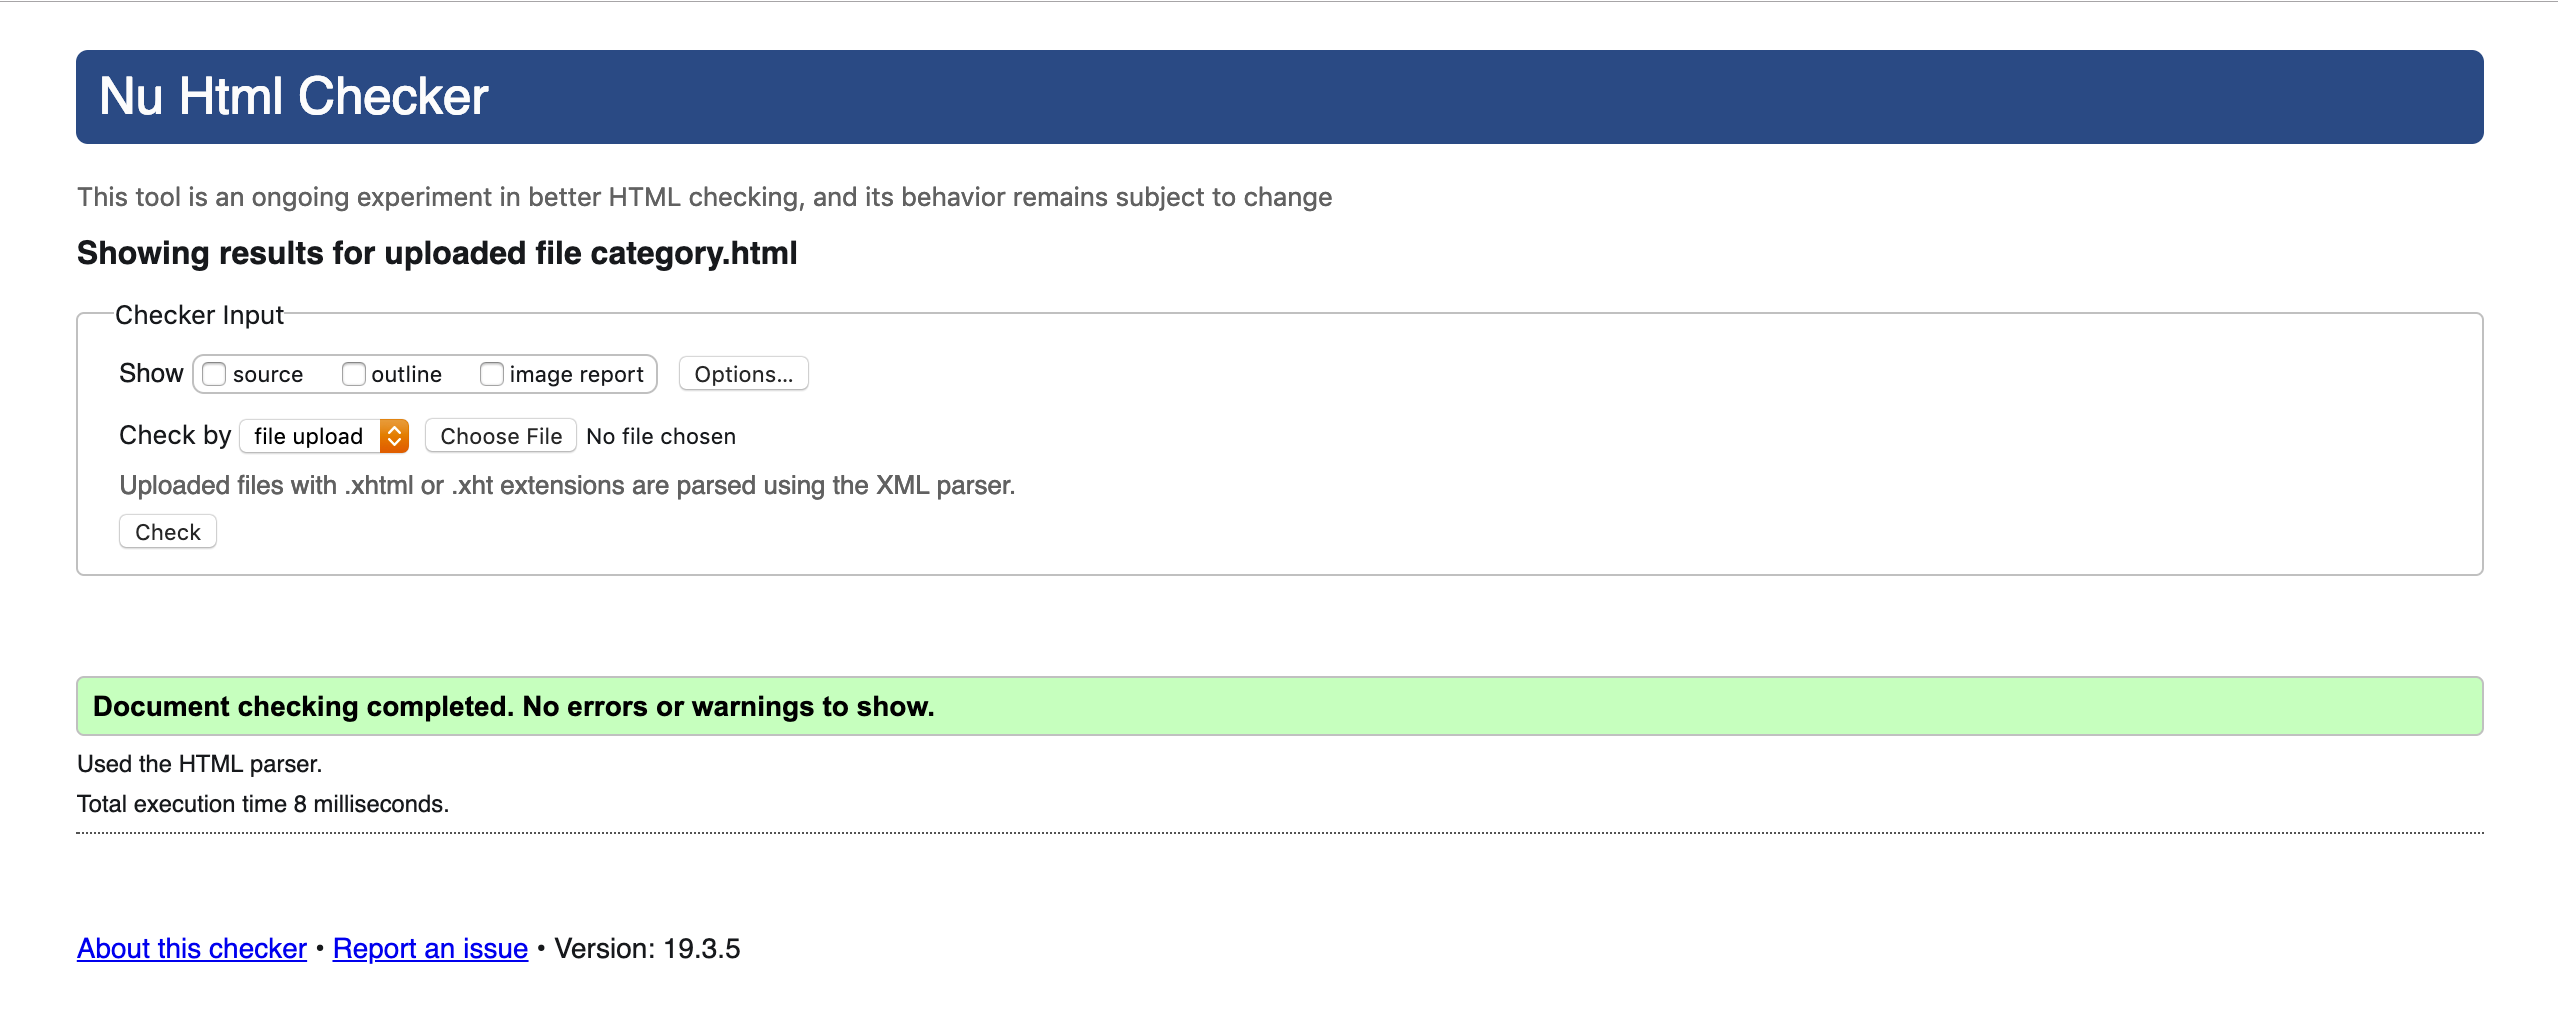 Nu Html Checker
This tool is an ongoing experiment in better HTML checking, and its behavior remains subject to change
Showing results for uploaded file category.html
Checker Input
Show source outline image report Options...
Check by file upload Choose File No file chosen
Uploaded files with .xhtml or .xht extensions are parsed using the XML parser.
Check
Document checking completed. No errors or warnings to show.
Used the HTML parser.
Total execution time 8 milliseconds.
About this checker • Report an issue • Version: 19.3.5